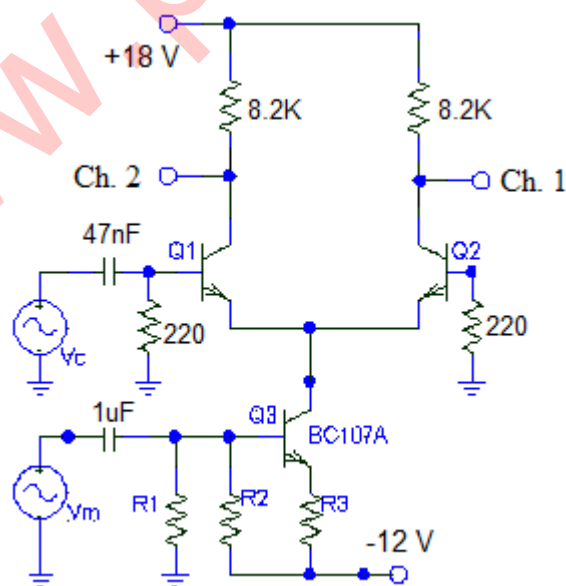 +18 V
8.2K
8.2K
Ch. 2
Ch. 1
47nF
Q1
Q2
220
220
Vc
1uF
Q3
BC107A
Vm
R1
R2
R3
-12 V